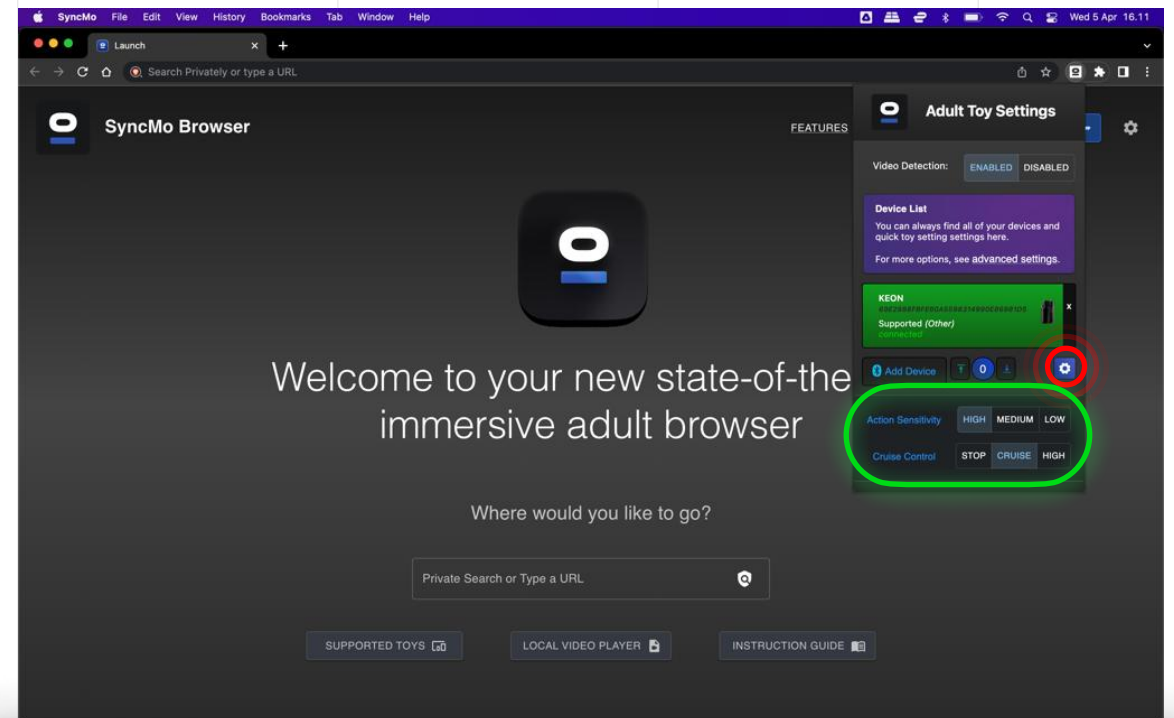 SyncMo File Edit View History Bookmarks Tab Window Help Wed 5 Apr 16.11
Launch
Search Privately or type a URL
SyncMo Browser
FEATURES
Adult Toy Settings
Video Detection: ENABLED DISABLED
Device List
You can always find all of your devices and
quick toy setting settings here.
For more options, see advanced settings.
KEON
Supported (Other)
connected
Add Device 0
Action Sensitivity HIGH MEDIUM LOW
Cruise Control STOP CRUISE HIGH
Welcome to your new state-of-the
immersive adult browser
Where would you like to go?
Private Search or Type a URL
SUPPORTED TOYS LOCAL VIDEO PLAYER INSTRUCTION GUIDE